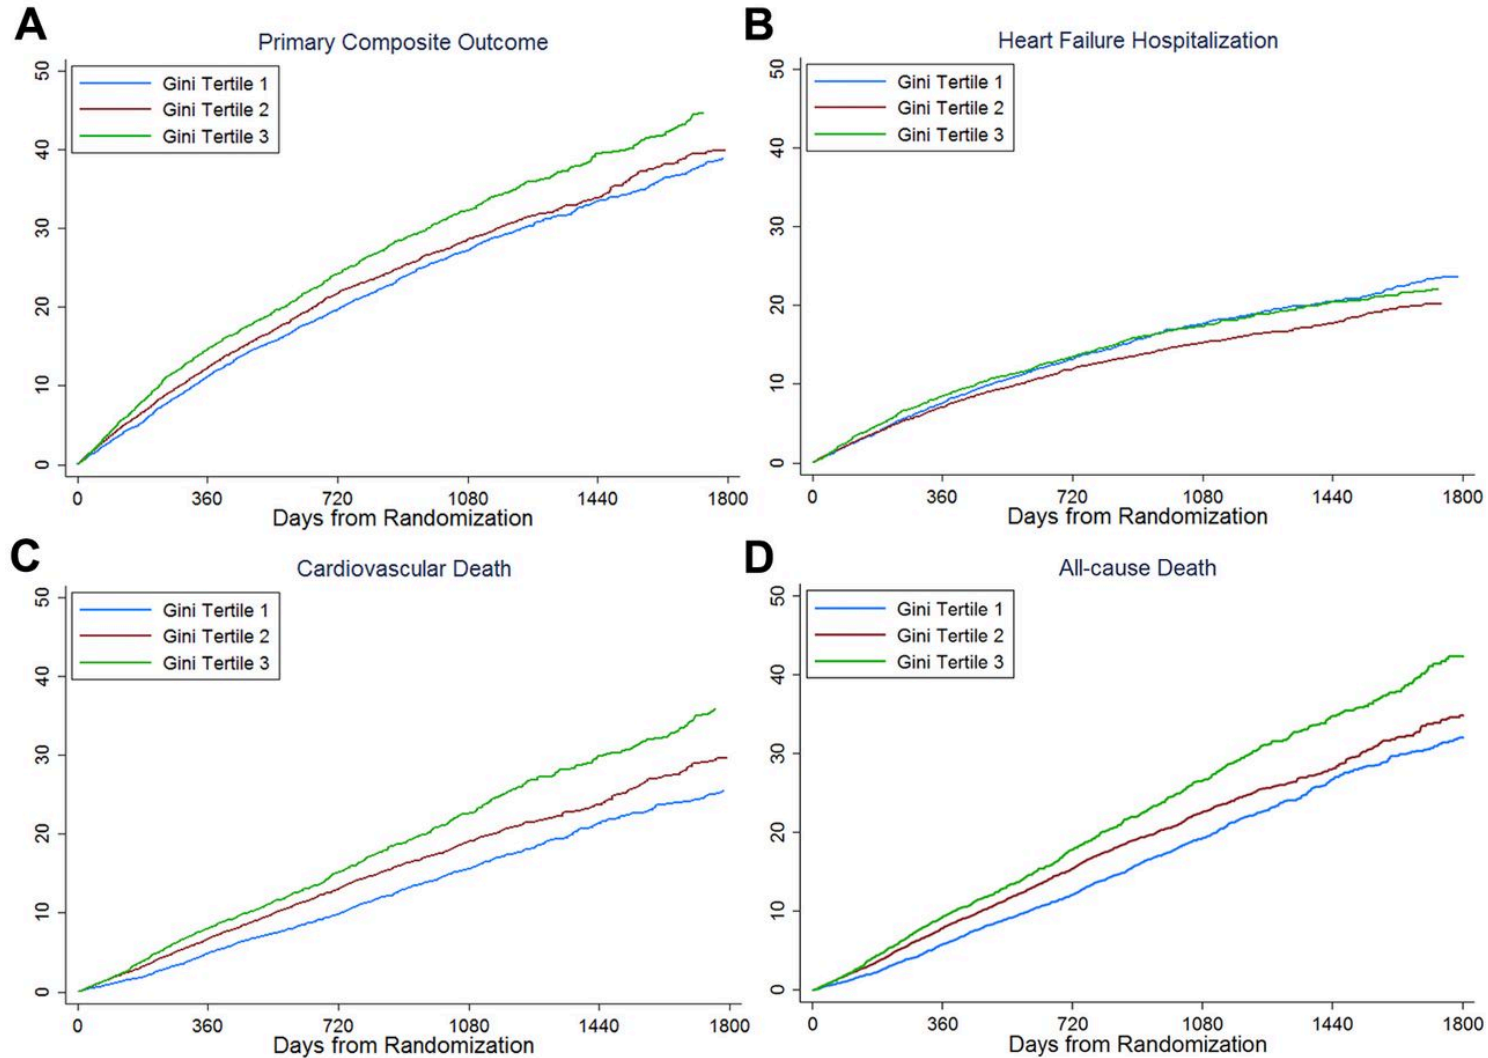 A
Primary Composite Outcome
Gini Tertile 1
Gini Tertile 2
Gini Tertile 3
50
40
30
20
10
0
0 360 720 1080 1440 1800
Days from Randomization
B
Heart Failure Hospitalization
Gini Tertile 1
Gini Tertile 2
Gini Tertile 3
50
40
30
20
10
0
0 360 720 1080 1440 1800
Days from Randomization
C
Cardiovascular Death
Gini Tertile 1
Gini Tertile 2
Gini Tertile 3
50
40
30
20
10
0
0 360 720 1080 1440 1800
Days from Randomization
D
All-cause Death
Gini Tertile 1
Gini Tertile 2
Gini Tertile 3
50
40
30
20
10
0
0 360 720 1080 1440 1800
Days from Randomization